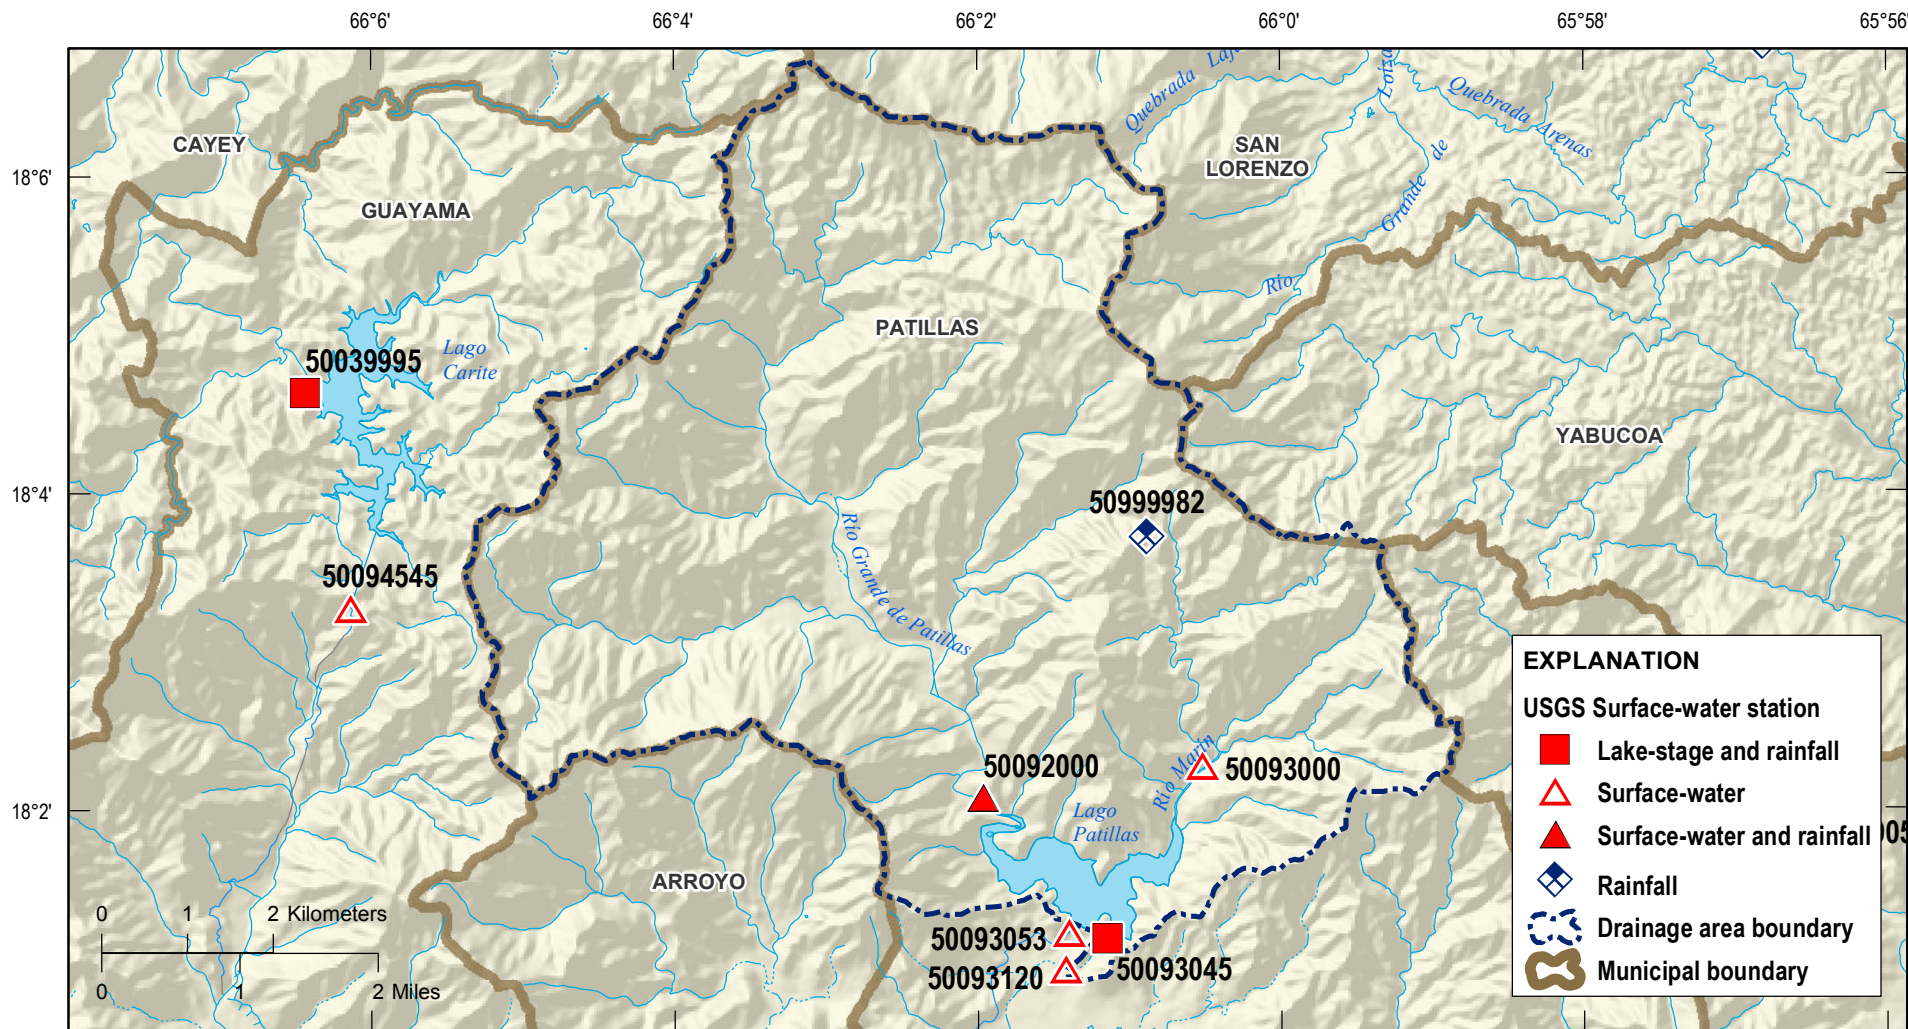 66°6'
66°4'
66°2'
66°0'
65°58'
65°56'
18°6'
18°4'
18°2'
CAYEY
GUAYAMA
Quebrada
Loíza
Quebrada Arenas
SAN
LORENZO
Río Grande de
PATILLAS
Lago
Carite
50039995
YABUCOA
50999982
Río Grande de Patillas
50094545
50092000
Río Marín
50093000
Lago
Patillas
ARROYO
50093053
50093120
50093045
0 1 2 Kilometers
0 1 2 Miles
EXPLANATION
USGS Surface-water station
Lake-stage and rainfall
Surface-water
Surface-water and rainfall
Rainfall
Drainage area boundary
Municipal boundary